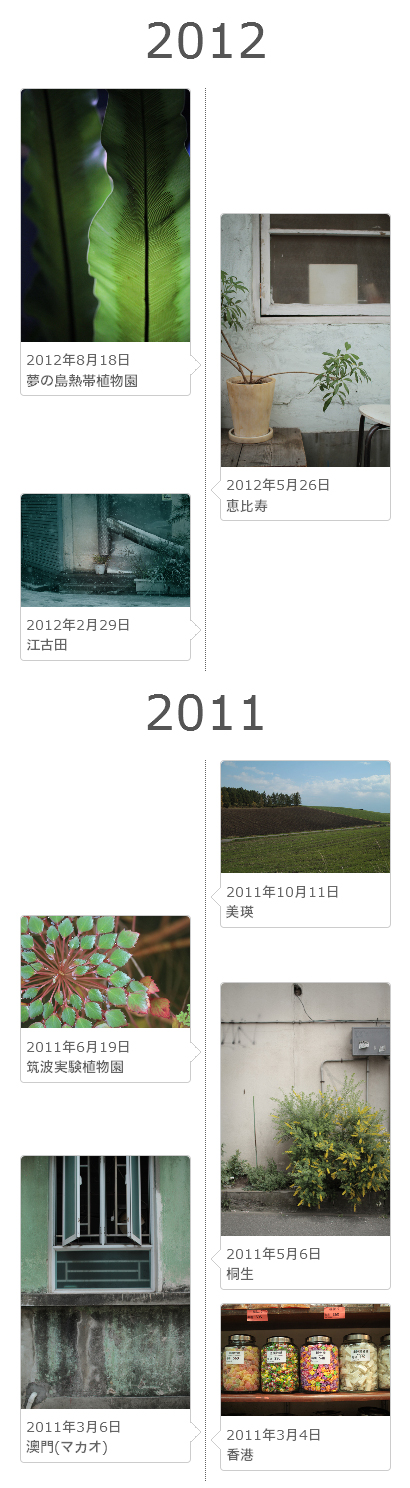 2012
2012年8月18日
夢の島熱帯植物園
2012年5月26日
恵比寿
2012年2月29日
江古田
2011
2011年10月11日
美瑛
2011年6月19日
筑波実験植物園
2011年5月6日
桐生
2011年3月6日
澳門(マカオ)
2011年3月4日
香港